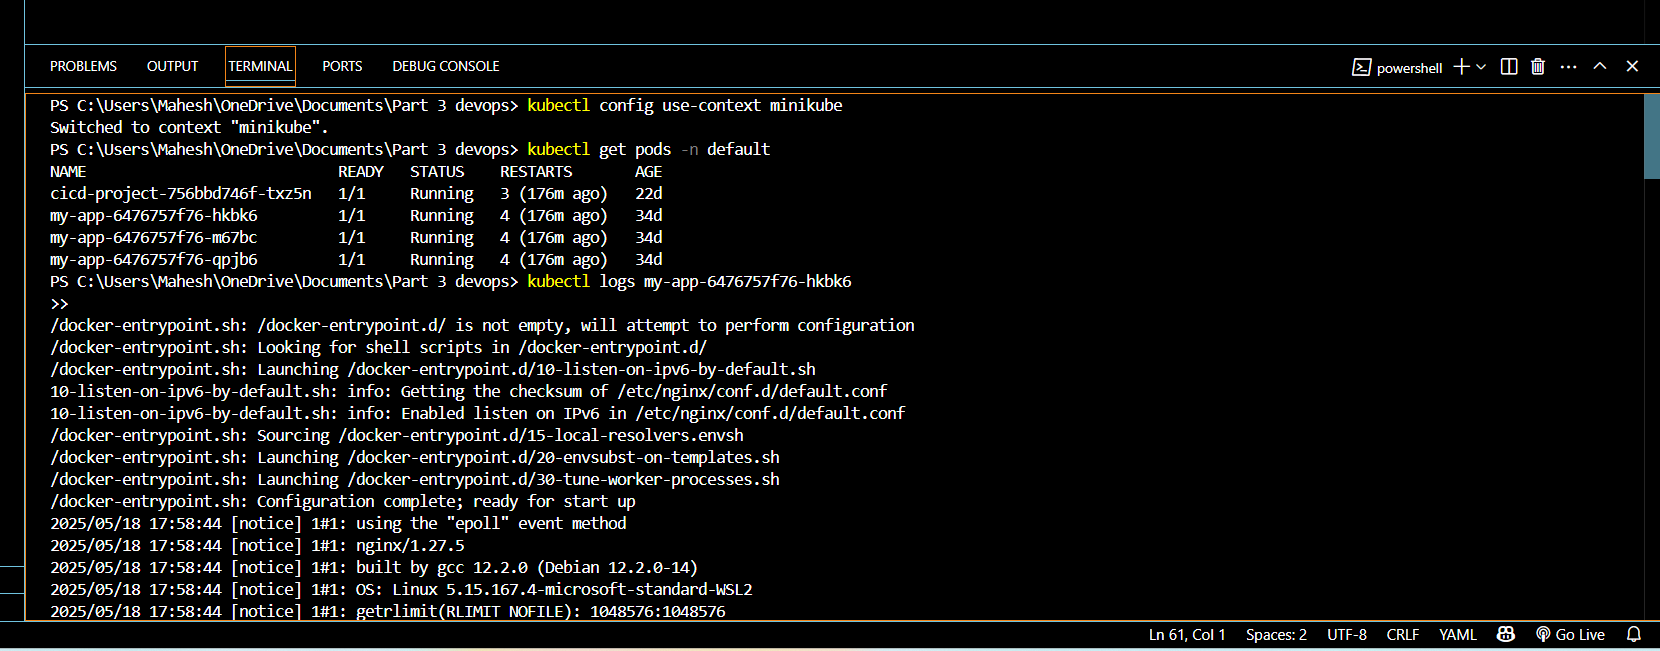 PROBLEMS OUTPUT TERMINAL PORTS DEBUG CONSOLE powershell
PS C:\Users\Mahesh\OneDrive\Documents\Part 3 devops> kubectl config use-context minikube
Switched to context "minikube".
PS C:\Users\Mahesh\OneDrive\Documents\Part 3 devops> kubectl get pods -n default
NAME READY STATUS RESTARTS AGE
cicd-project-756bbd746f-txz5n 1/1 Running 3 (176m ago) 22d
my-app-6476757f76-hkbk6 1/1 Running 4 (176m ago) 34d
my-app-6476757f76-m67bc 1/1 Running 4 (176m ago) 34d
my-app-6476757f76-qpjb6 1/1 Running 4 (176m ago) 34d
PS C:\Users\Mahesh\OneDrive\Documents\Part 3 devops> kubectl logs my-app-6476757f76-hkbk6
>>
/docker-entrypoint.sh: /docker-entrypoint.d/ is not empty, will attempt to perform configuration
/docker-entrypoint.sh: Looking for shell scripts in /docker-entrypoint.d/
/docker-entrypoint.sh: Launching /docker-entrypoint.d/10-listen-on-ipv6-by-default.sh
10-listen-on-ipv6-by-default.sh: info: Getting the checksum of /etc/nginx/conf.d/default.conf
10-listen-on-ipv6-by-default.sh: info: Enabled listen on IPv6 in /etc/nginx/conf.d/default.conf
/docker-entrypoint.sh: Sourcing /docker-entrypoint.d/15-local-resolvers.envsh
/docker-entrypoint.sh: Launching /docker-entrypoint.d/20-envsubst-on-templates.sh
/docker-entrypoint.sh: Launching /docker-entrypoint.d/30-tune-worker-processes.sh
/docker-entrypoint.sh: Configuration complete; ready for start up
2025/05/18 17:58:44 [notice] 1#1: using the "epoll" event method
2025/05/18 17:58:44 [notice] 1#1: nginx/1.27.5
2025/05/18 17:58:44 [notice] 1#1: built by gcc 12.2.0 (Debian 12.2.0-14)
2025/05/18 17:58:44 [notice] 1#1: OS: Linux 5.15.167.4-microsoft-standard-WSL2
2025/05/18 17:58:44 [notice] 1#1: getrlimit(RLIMIT_NOFILE): 1048576:1048576
Ln 61, Col 1 Spaces: 2 UTF-8 CRLF YAML Go Live